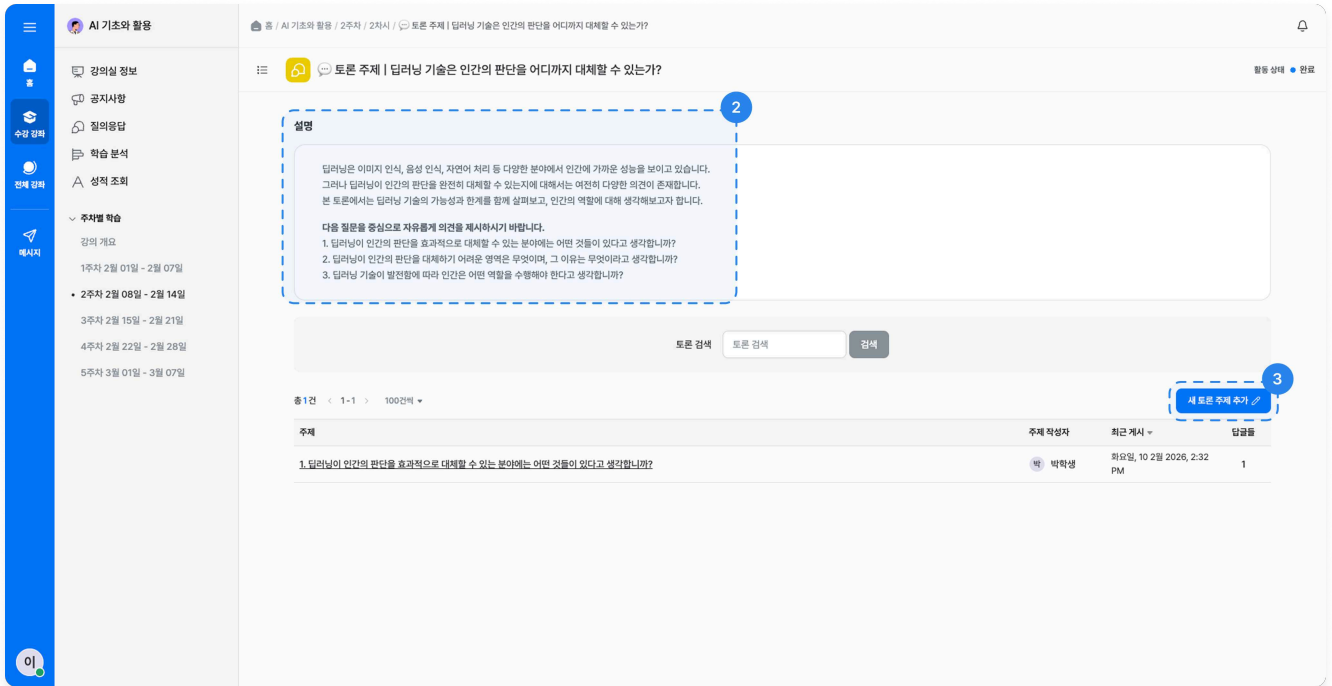 AI 기초와 활용
홈 / AI 기초와 활용 / 2주차 / 2차시 / 토론 주제 | 딥러닝 기술은 인간의 판단을 어디까지 대체할 수 있는가?
홈
수강 강좌
전체 강좌
메시지
이
강의실 정보
공지사항
질의응답
학습 분석
성적 조회
주차별 학습
강의 개요
1주차 2월 01일 - 2월 07일
• 2주차 2월 08일 - 2월 14일
3주차 2월 15일 - 2월 21일
4주차 2월 22일 - 2월 28일
5주차 3월 01일 - 3월 07일
토론 주제 | 딥러닝 기술은 인간의 판단을 어디까지 대체할 수 있는가?
활동 상태 ● 완료
2
설명
딥러닝은 이미지 인식, 음성 인식, 자연어 처리 등 다양한 분야에서 인간에 가까운 성능을 보이고 있습니다.
그러나 딥러닝이 인간의 판단을 완전히 대체할 수 있는지에 대해서는 여전히 다양한 의견이 존재합니다.
본 토론에서는 딥러닝 기술의 가능성과 한계를 함께 살펴보고, 인간의 역할에 대해 생각해보고자 합니다.
다음 질문을 중심으로 자유롭게 의견을 제시하시기 바랍니다.
1. 딥러닝이 인간의 판단을 효과적으로 대체할 수 있는 분야에는 어떤 것들이 있다고 생각합니까?
2. 딥러닝이 인간의 판단을 대체하기 어려운 영역은 무엇이며, 그 이유는 무엇이라고 생각합니까?
3. 딥러닝 기술이 발전함에 따라 인간은 어떤 역할을 수행해야 한다고 생각합니까?
토론 검색 토론 검색 검색
3
총1건 < 1-1 > 100건씩
새 토론 주제 추가
주제 주제 작성자 최근 게시 답글들
1. 딥러닝이 인간의 판단을 효과적으로 대체할 수 있는 분야에는 어떤 것들이 있다고 생각합니까? 박 박학생 화요일, 10 2월 2026, 2:32 1
PM